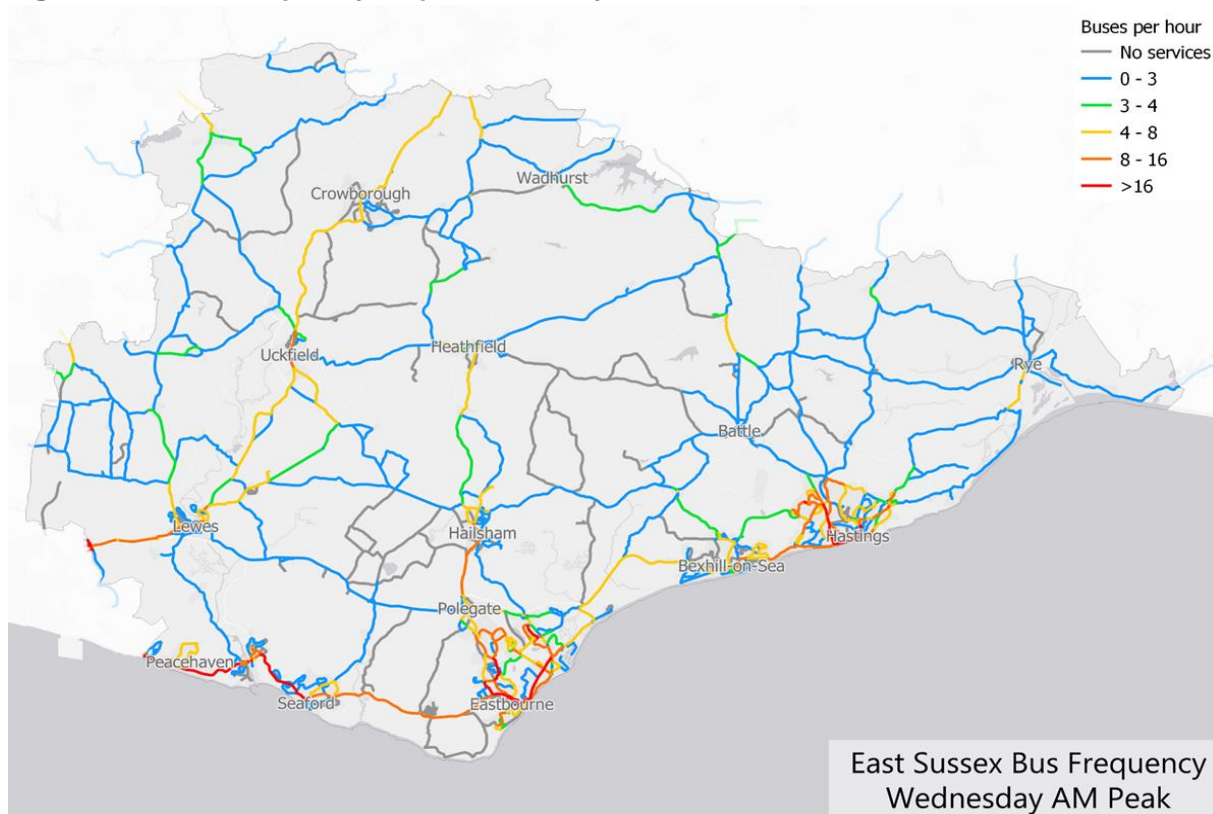 Buses per hour
No services
0 - 3
3 - 4
4 - 8
8 - 16
>16
Wadhurst
Crowborough
Uckfield
Heathfield
Rye
Battle
Lewes
Hailsham
Hastings
Bexhill-on-Sea
Polegate
Peacehaven
Seaford
Eastbourne
East Sussex Bus Frequency
Wednesday AM Peak